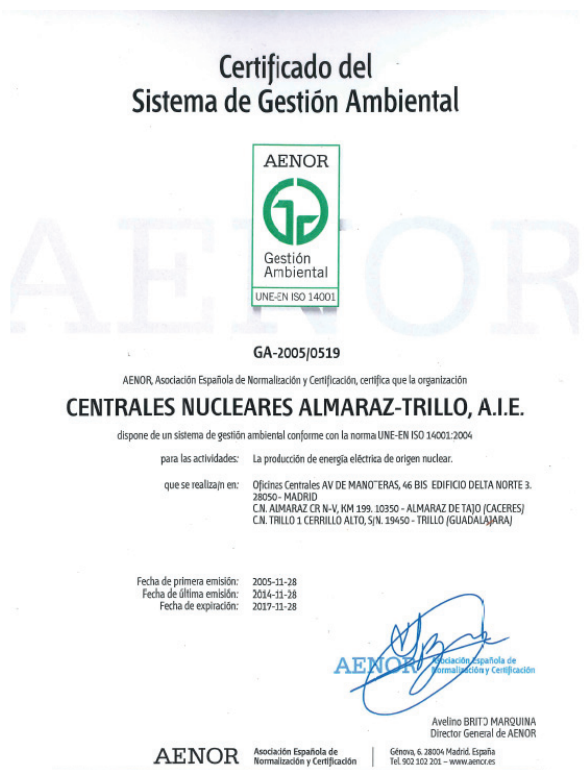 Certificado del
Sistema de Gestión Ambiental
AENOR
Gestión
Ambiental
UNE-EN ISO 14001
AENOR
GA-2005/0519
AENOR, Asociación Española de Normalización y Certificación, certifica que la organización
CENTRALES NUCLEARES ALMARAZ-TRILLO, A.I.E.
dispone de un sistema de gestión ambiental conforme con la norma UNE-EN ISO 14001:2004
para las actividades: La producción de energía eléctrica de origen nuclear.
que se realiza/n en: Oficinas Centrales AV DE MANOTERAS, 46 BIS EDIFICIO DELTA NORTE 3.
28050 - MADRID
C.N. ALMARAZ CR N-V, KM 199. 10350 - ALMARAZ DE TAJO (CACERES)
C.N. TRILLO 1 CERRILLO ALTO, S/N. 19450 - TRILLO (GUADALAJARA)
Fecha de primera emisión: 2005-11-28
Fecha de última emisión: 2014-11-28
Fecha de expiración: 2017-11-28
AENOR Asociación Española de
Normalización y Certificación
Avelino BRITO MARQUINA
Director General de AENOR
AENOR Asociación Española de
Normalización y Certificación
Génova, 6. 28004 Madrid. España
Tel. 902 102 201 – www.aenor.es